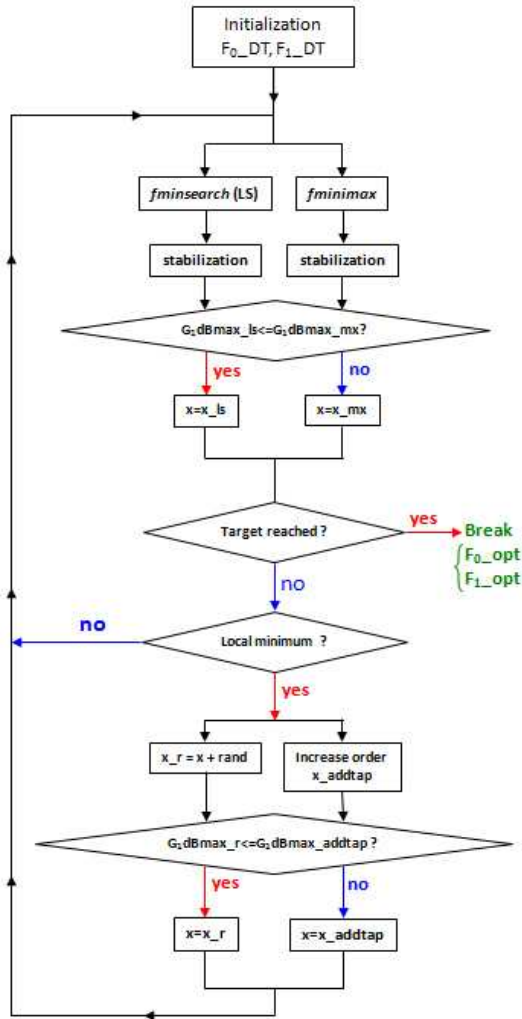 Initialization
F₀_DT, F₁_DT
fminsearch (LS)
fminimax
stabilization
stabilization
G₁dBmax_ls<=G₁dBmax_mx?
yes
no
x=x_ls
x=x_mx
Target reached ?
yes
Break
F₀_opt
F₁_opt
no
Local minimum ?
no
yes
x_r = x + rand
Increase order
x_addtap
G₁dBmax_r<=G₁dBmax_addtap ?
yes
no
x=x_r
x=x_addtap